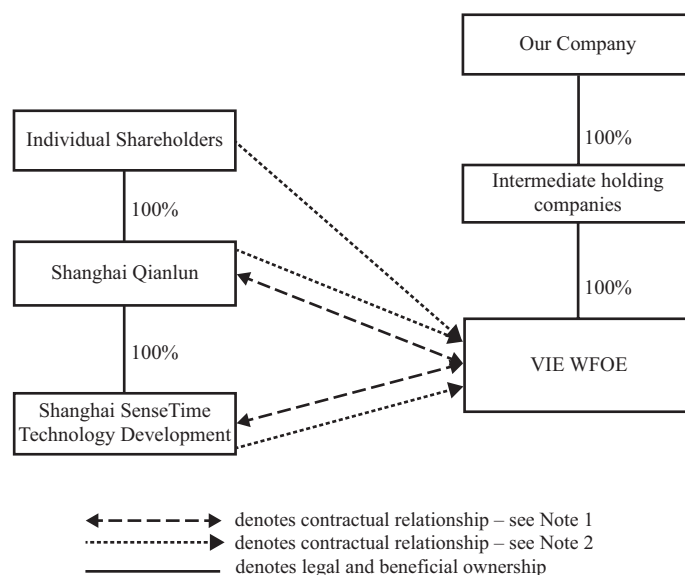 Our Company
100%
Individual Shareholders
Intermediate holding
companies
100%
Shanghai Qianlun
100%
100%
VIE WFOE
Shanghai SenseTime
Technology Development
denotes contractual relationship – see Note 1
denotes contractual relationship – see Note 2
denotes legal and beneficial ownership